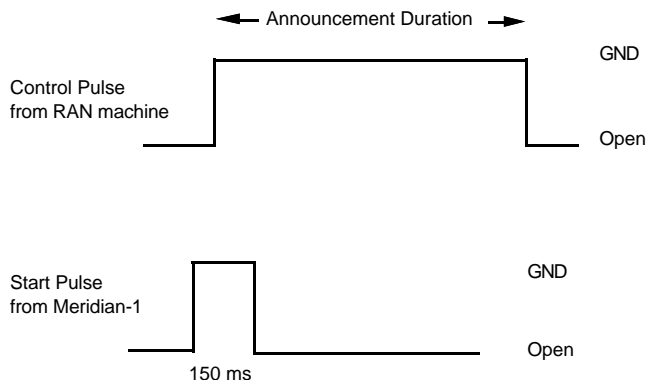 Announcement Duration
GND
Control Pulse
from RAN machine
Open
Start Pulse
from Meridian-1
GND
Open
150 ms